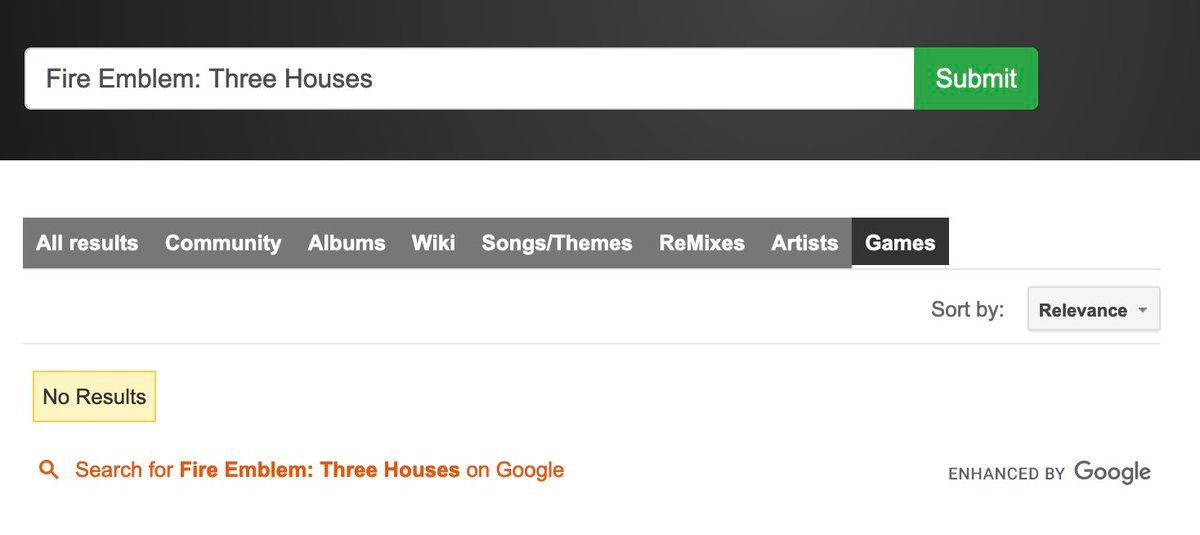 Fire Emblem: Three Houses Submit
All results Community Albums Wiki Songs/Themes ReMixes Artists Games
Sort by: Relevance
No Results
Search for Fire Emblem: Three Houses on Google
ENHANCED BY Google